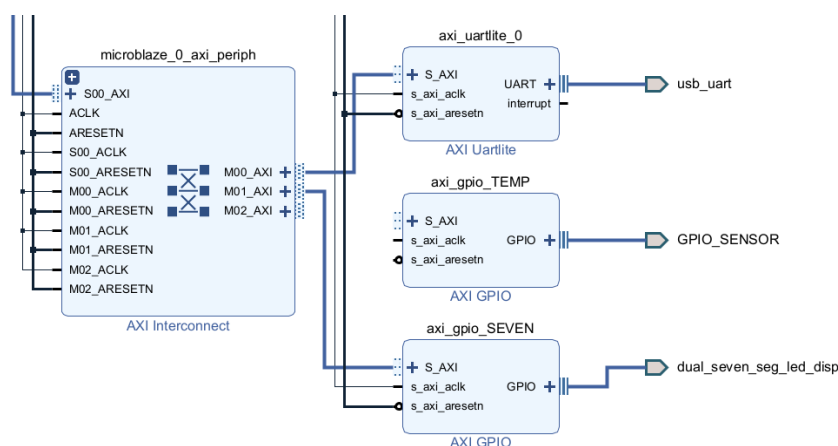 microblaze_0_axi_periph
S00_AXI
ACLK
ARESETN
S00_ACLK
S00_ARESETN
M00_ACLK
M00_ARESETN
M01_ACLK
M01_ARESETN
M02_ACLK
M02_ARESETN
M00_AXI
M01_AXI
M02_AXI
AXI Interconnect
axi_uartlite_0
S_AXI
s_axi_aclk
s_axi_aresetn
UART
interrupt
AXI Uartlite
usb_uart
axi_gpio_TEMP
S_AXI
s_axi_aclk
s_axi_aresetn
GPIO
AXI GPIO
GPIO_SENSOR
axi_gpio_SEVEN
S_AXI
s_axi_aclk
s_axi_aresetn
GPIO
AXI GPIO
dual_seven_seg_led_disp